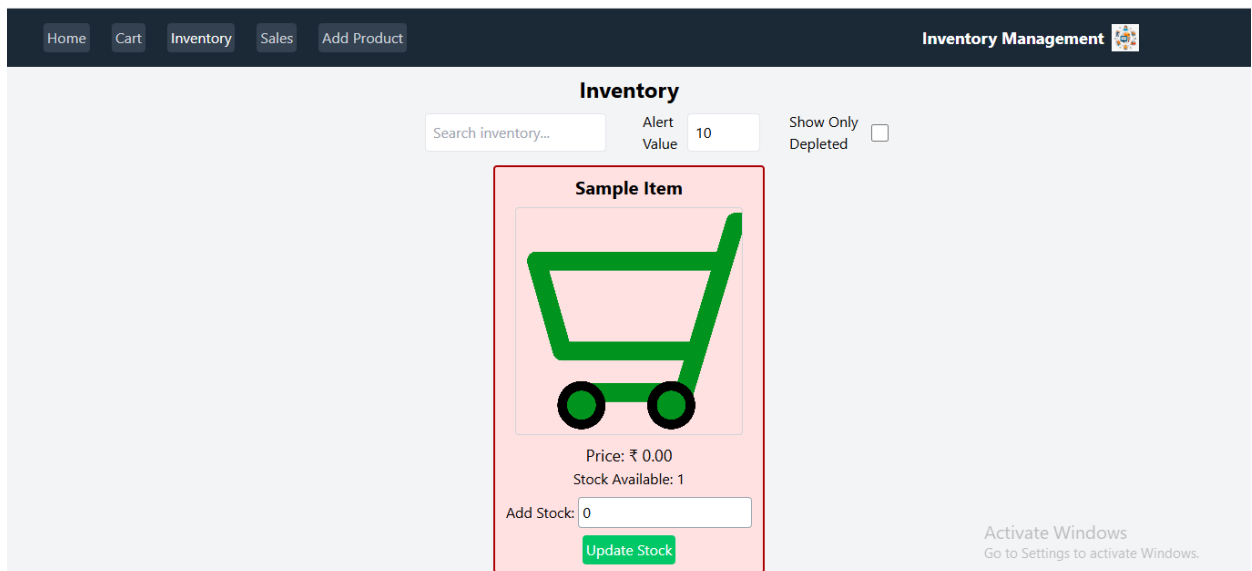 Home Cart Inventory Sales Add Product Inventory Management
Inventory
Search inventory... Alert Value 10 Show Only Depleted
Sample Item
Price: ₹ 0.00
Stock Available: 1
Add Stock: 0
Update Stock
Activate Windows
Go to Settings to activate Windows.